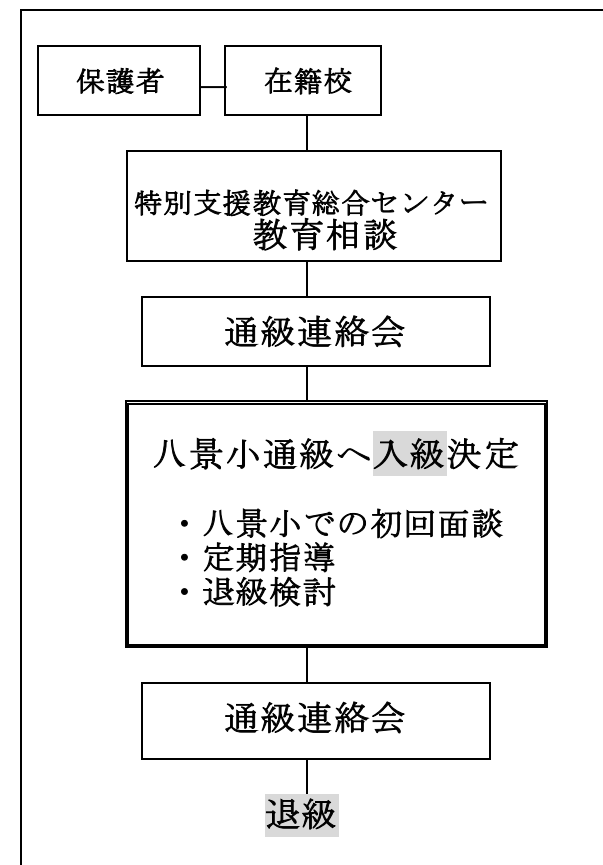 保護者
在籍校
特別支援教育総合センター
教育相談
通級連絡会
八景小通級へ入級決定
・八景小での初回面談
・定期指導
・退級検討
通級連絡会
退級